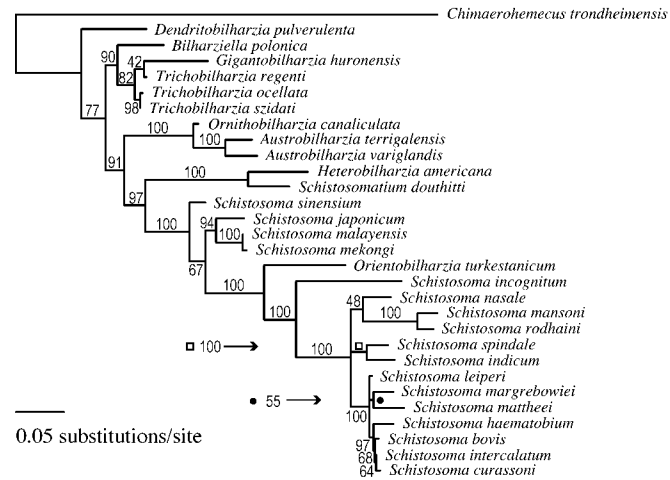 Chimaerohemecus trondheimensis
Dendritobilharzia pulverulenta
Bilharziella polonica
90
42 Gigantobilharzia huronensis
82 Trichobilharzia regenti
Trichobilharzia ocellata
98 Trichobilharzia szidati
77
100 Ornithobilharzia canaliculata
100 Austrobilharzia terrigalensis
Austrobilharzia variglandis
91
100 Heterobilharzia americana
Schistosomatium douthitti
97
Schistosoma sinensium
100 94 Schistosoma japonicum
100 Schistosoma malayensis
Schistosoma mekongi
67
Orientobilharzia turkestanicum
100
Schistosoma incognitum
48 Schistosoma nasale
100 100 Schistosoma mansoni
Schistosoma rodhaini
100 100 Schistosoma spindale
Schistosoma indicum
Schistosoma leiperi
55 Schistosoma margrebowiei
Schistosoma mattheei
100
Schistosoma haematobium
97 Schistosoma bovis
68 Schistosoma intercalatum
64 Schistosoma curassoni
0.05 substitutions/site